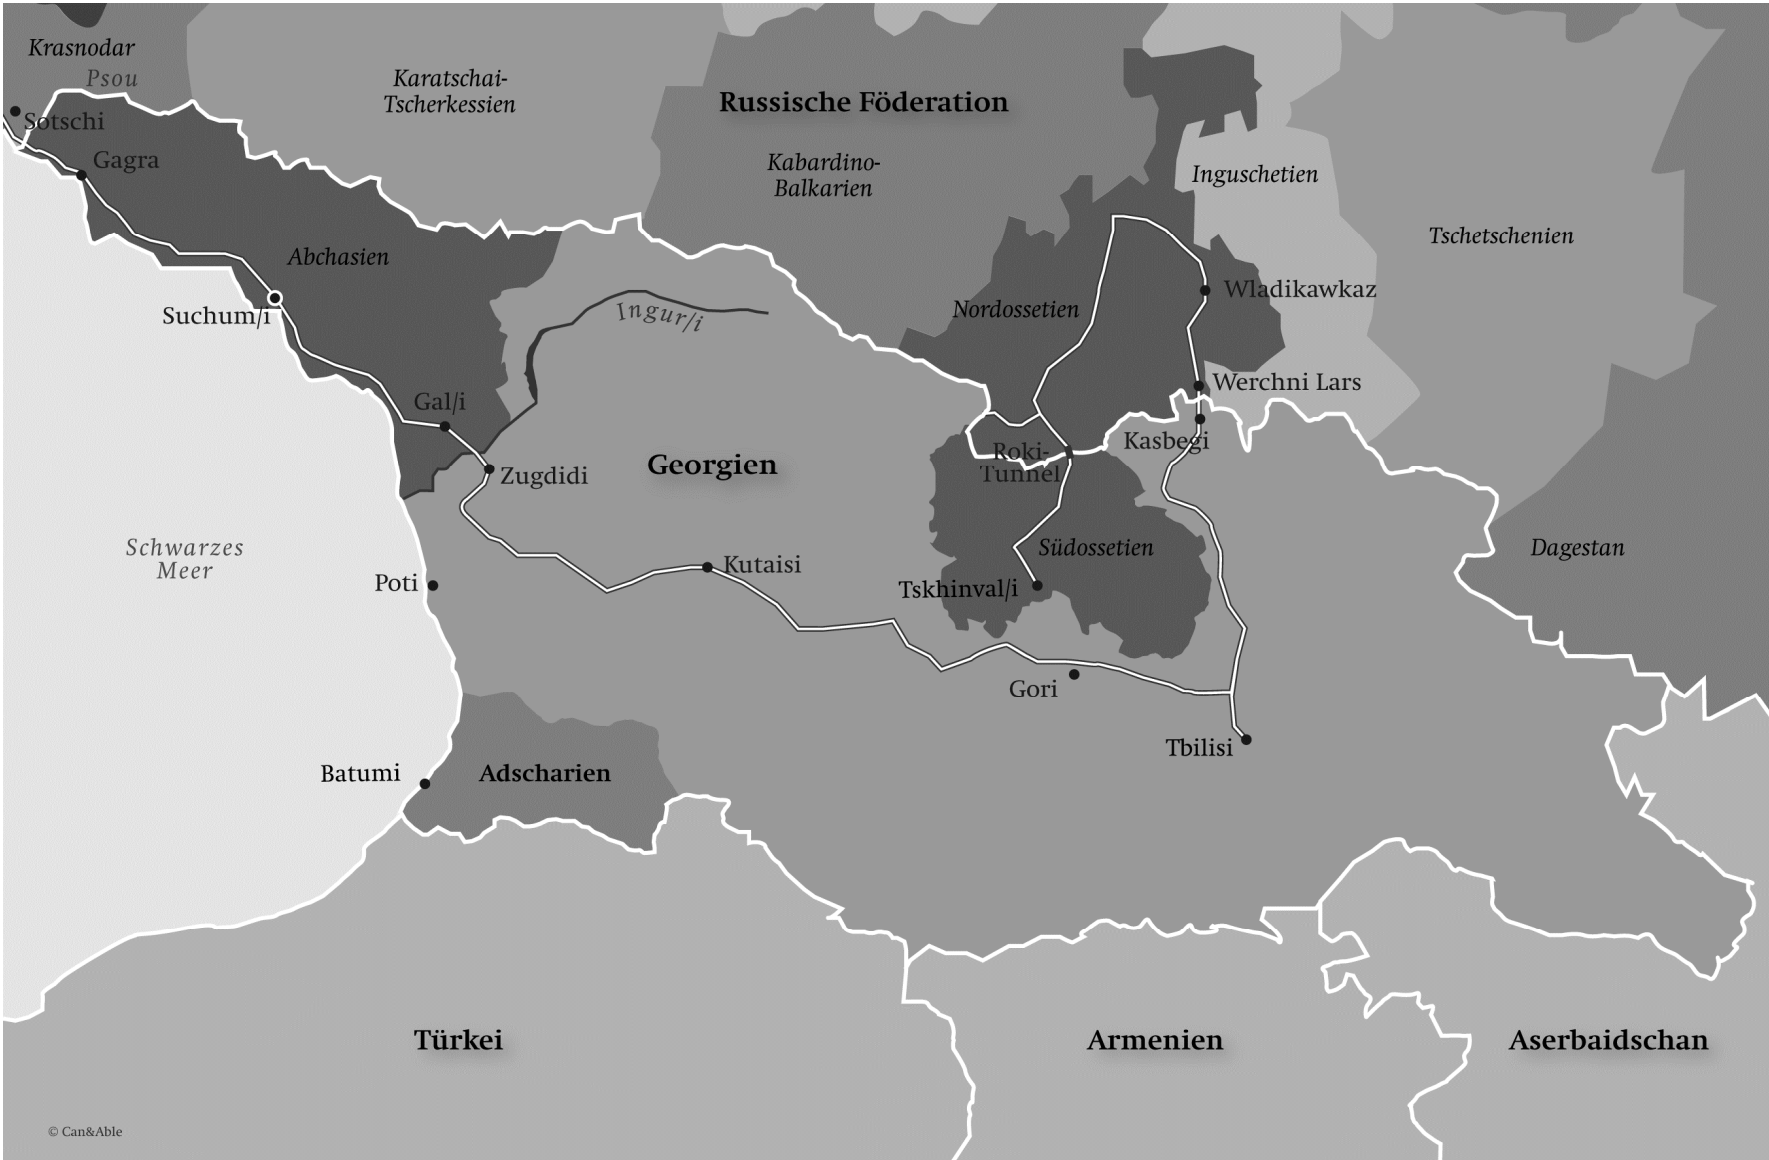 Krasnodar
Psou
Karatschai-
Tscherkessien
Russische Föderation
Sotschi
Gagra
Kabardino-
Balkarien
Inguschetien
Tschetschenien
Abchasien
Suchum/i
Ingur/i
Nordossetien
Wladikawkaz
Werchni Lars
Gal/i
Kasbegi
Roki-
Tunnel
Zugdidi
Georgien
Schwarzes
Meer
Südossetien
Dagestan
Poti
Kutaisi
Tskhinval/i
Gori
Tbilisi
Batumi
Adscharien
Türkei
Armenien
Aserbaidschan
© Can&Able